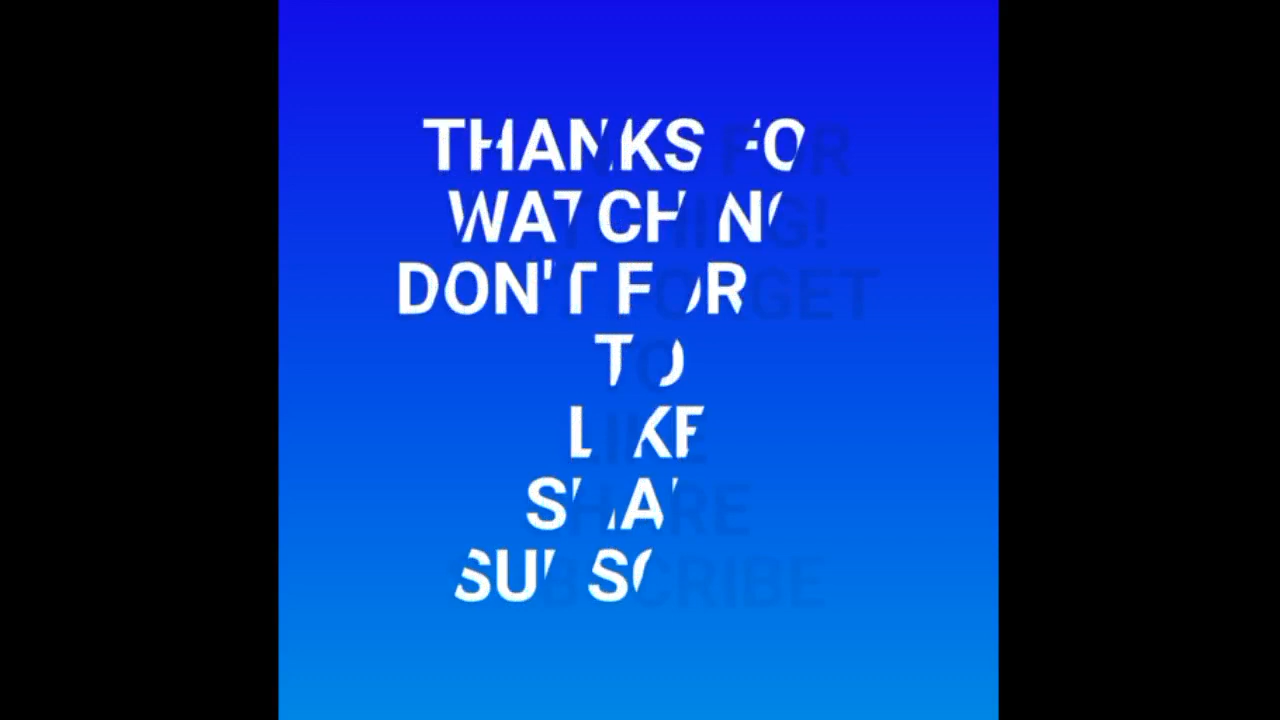 THANKS FOR
WATCHING!
DON'T FORGET
TO
LIKE
SHARE
SUBSCRIBE